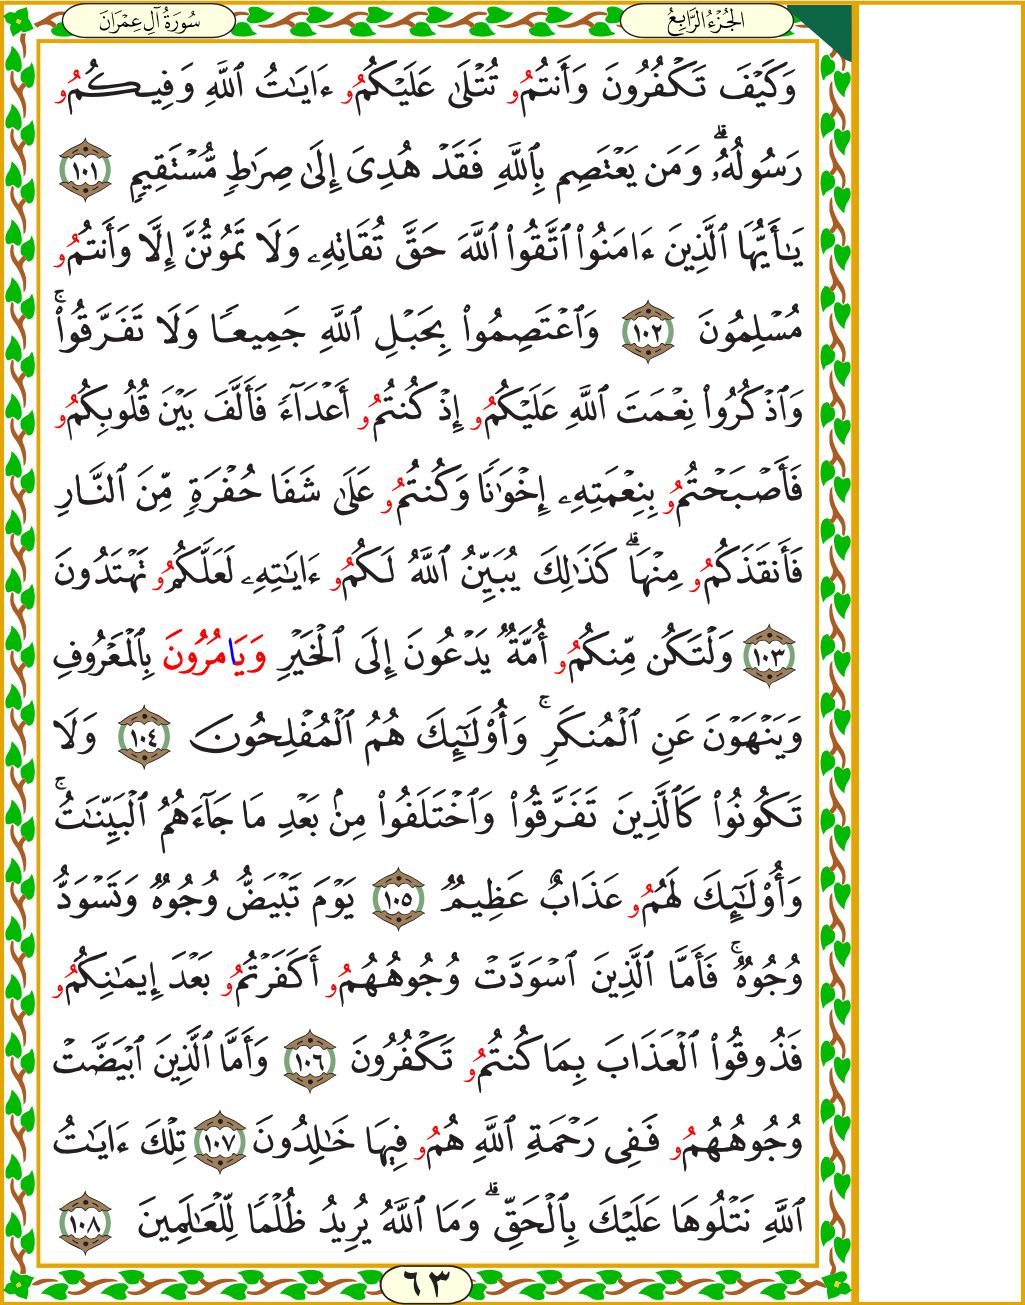 سُورَةُ آلِ عِمْرَانَ
الجُزْءُ الرَّابِعُ
وَكَيْفَ تَكْفُرُونَ وَأَنتُمُو تُتْلَىٰ عَلَيْكُمُو ءَايَٰتُ ٱللَّهِ وَفِيكُمُو
رَسُولُهُۥۗ وَمَن يَعْتَصِم بِٱللَّهِ فَقَدْ هُدِىَ إِلَىٰ صِرَٰطٖ مُّسْتَقِيمٖ ١٠١
يَٰٓأَيُّهَا ٱلَّذِينَ ءَامَنُوا۟ ٱتَّقُوا۟ ٱللَّهَ حَقَّ تُقَاتِهِۦ وَلَا تَمُوتُنَّ إِلَّا وَأَنتُمُو
مُسْلِمُونَ ١٠٢ وَٱعْتَصِمُوا۟ بِحَبْلِ ٱللَّهِ جَمِيعٗا وَلَا تَفَرَّقُوا۟ۚ
وَٱذْكُرُوا۟ نِعْمَتَ ٱللَّهِ عَلَيْكُمُو إِذْ كُنتُمُو أَعْدَآءٗ فَأَلَّفَ بَيْنَ قُلُوبِكُمُو
فَأَصْبَحْتُمُو بِنِعْمَتِهِۦ إِخْوَٰنٗا وَكُنتُمُو عَلَىٰ شَفَا حُفْرَةٖ مِّنَ ٱلنَّارِ
فَأَنقَذَكُمُو مِنْهَاۗ كَذَٰلِكَ يُبَيِّنُ ٱللَّهُ لَكُمُو ءَايَٰتِهِۦ لَعَلَّكُمُو تَهْتَدُونَ
١٠٣ وَلْتَكُن مِّنكُمُو أُمَّةٞ يَدْعُونَ إِلَى ٱلْخَيْرِ وَيَامُرُونَ بِٱلْمَعْرُوفِ
وَيَنْهَوْنَ عَنِ ٱلْمُنكَرِۚ وَأُو۟لَٰٓئِكَ هُمُ ٱلْمُفْلِحُونَ ١٠٤ وَلَا
تَكُونُوا۟ كَٱلَّذِينَ تَفَرَّقُوا۟ وَٱخْتَلَفُوا۟ مِنۢ بَعْدِ مَا جَآءَهُمُ ٱلْبَيِّنَٰتُۚ
وَأُو۟لَٰٓئِكَ لَهُمُو عَذَابٌ عَظِيمٞ ١٠٥ يَوْمَ تَبْيَضُّ وُجُوهٞ وَتَسْوَدُّ
وُجُوهٞۚ فَأَمَّا ٱلَّذِينَ ٱسْوَدَّتْ وُجُوهُهُمُو أَكَفَرْتُمُو بَعْدَ إِيمَٰنِكُمُو
فَذُوقُوا۟ ٱلْعَذَابَ بِمَا كُنتُمُو تَكْفُرُونَ ١٠٦ وَأَمَّا ٱلَّذِينَ ٱبْيَضَّتْ
وُجُوهُهُمُو فَفِى رَحْمَةِ ٱللَّهِ هُمُو فِيهَا خَٰلِدُونَ ١٠٧ تِلْكَ ءَايَٰتُ
ٱللَّهِ نَتْلُوهَا عَلَيْكَ بِٱلْحَقِّۗ وَمَا ٱللَّهُ يُرِيدُ ظُلْمٗا لِّلْعَٰلَمِينَ ١٠٨
٦٣